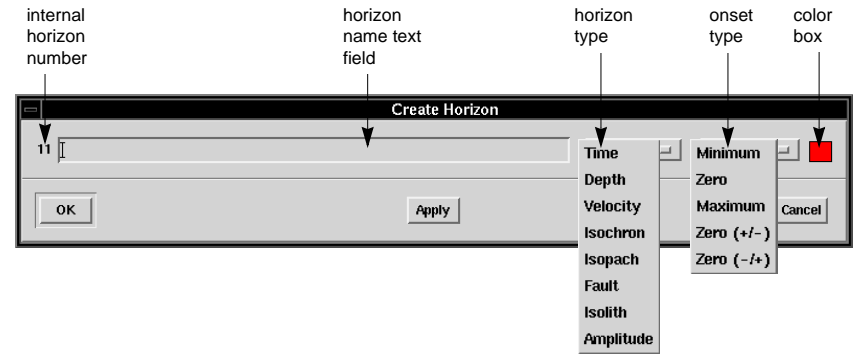 internal
horizon
number
horizon
name text
field
horizon
type
onset
type
color
box
Create Horizon
11
Time
Depth
Velocity
Isochron
Isopach
Fault
Isolith
Amplitude
Minimum
Zero
Maximum
Zero (+/-)
Zero (-/+)
OK
Apply
Cancel